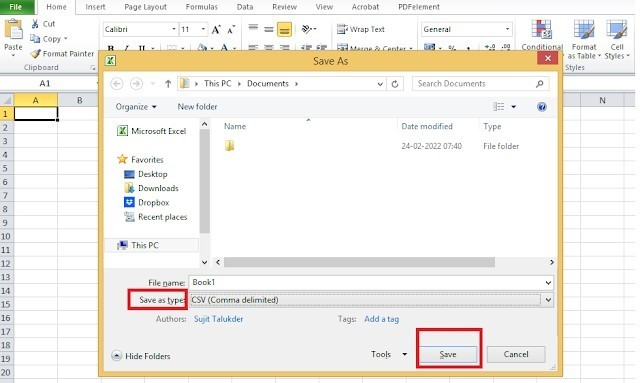 File Home Insert Page Layout Formulas Data Review View Acrobat PDFelement
Cut
Copy
Paste
Format Painter
Clipboard
Calibri 11
Wrap Text
Merge & Center
General
Conditional Format Cell
as Table Styles
Styles
A1
A B N
Save As
This PC Documents
Search Documents
Organize New folder
Microsoft Excel
Favorites
Desktop
Downloads
Dropbox
Recent places
This PC
Name Date modified Type
24-02-2022 07:40 File folder
File name: Book1
Save as type: CSV (Comma delimited)
Authors: Sujit Talukder Tags: Add a tag
Hide Folders Tools Save Cancel
1
2
3
4
5
6
7
8
9
10
11
12
13
14
15
16
17
18
19
20